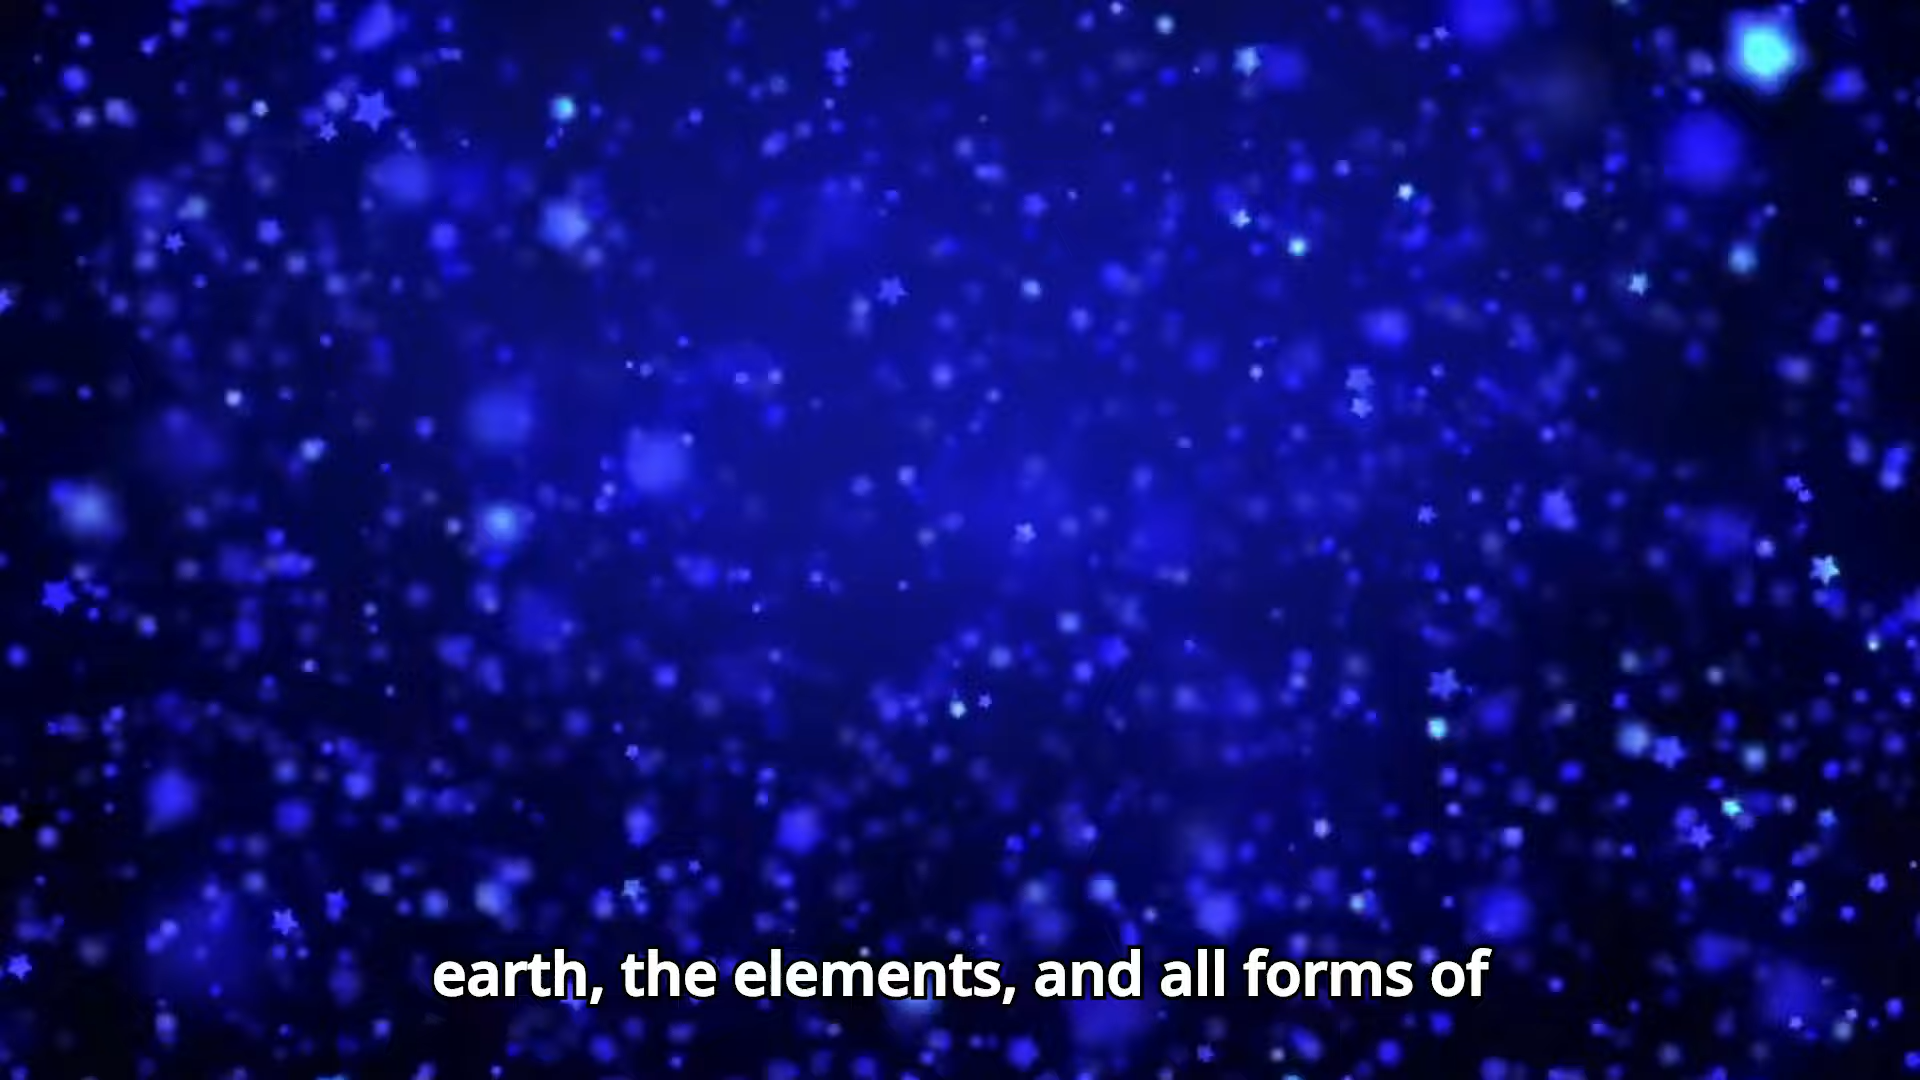 earth, the elements, and all forms of